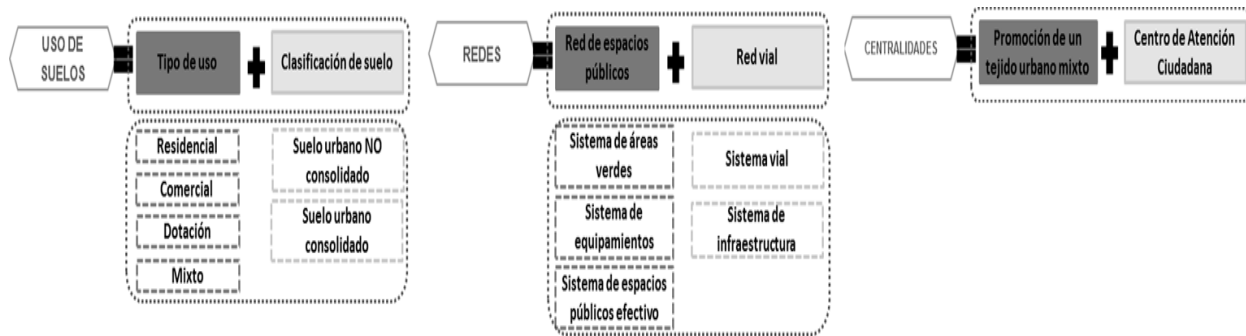 USO DE
SUELOS
Tipo de uso
Clasificación de suelo
Residencial
Comercial
Dotación
Mixto
Suelo urbano NO
consolidado
Suelo urbano
consolidado
REDES
Red de espacios
públicos
Red vial
Sistema de áreas
verdes
Sistema de
equipamientos
Sistema de espacios
públicos efectivo
Sistema vial
Sistema de
infraestructura
CENTRALIDADES
Promoción de un
tejido urbano mixto
Centro de Atención
Ciudadana